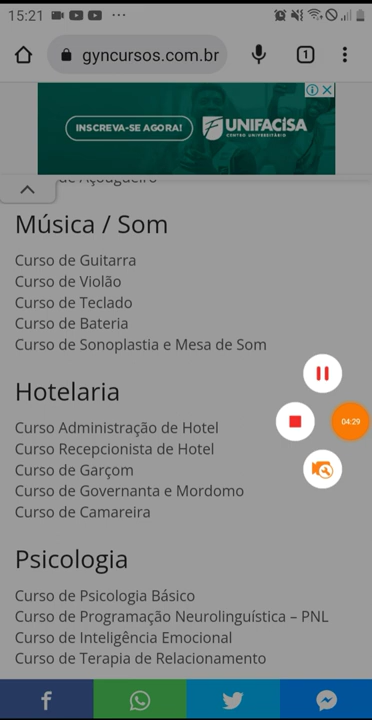 15:21
gyncursos.com.br
1
INSCREVA-SE AGORA!
UNIFACISA
CENTRO UNIVERSITÁRIO
de Açougueiro
Música / Som
Curso de Guitarra
Curso de Violão
Curso de Teclado
Curso de Bateria
Curso de Sonoplastia e Mesa de Som
Hotelaria
Curso Administração de Hotel
Curso Recepcionista de Hotel
Curso de Garçom
Curso de Governanta e Mordomo
04:29
Curso de Camareira
Psicologia
Curso de Psicologia Básico
Curso de Programação Neurolinguística – PNL
Curso de Inteligência Emocional
Curso de Terapia de Relacionamento